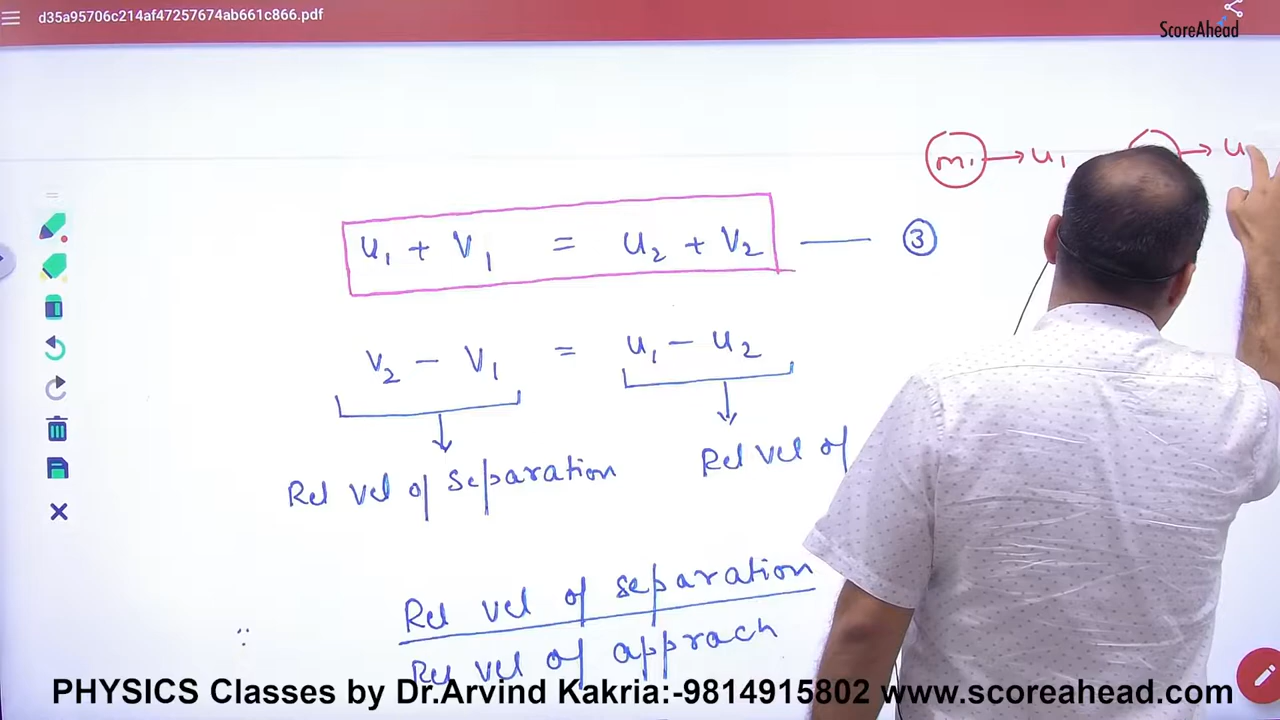 d35a95706c214af47257674ab661c866.pdf
ScoreAhead
m₁ → u₁ → u
u₁ + v₁ = u₂ + v₂ —— ③
v₂ - v₁ = u₁ - u₂
Rel vel of separation Rel vel of
Rel vel of separation
Rel vel of approach
PHYSICS Classes by Dr.Arvind Kakria:-9814915802 www.scoreahead.com